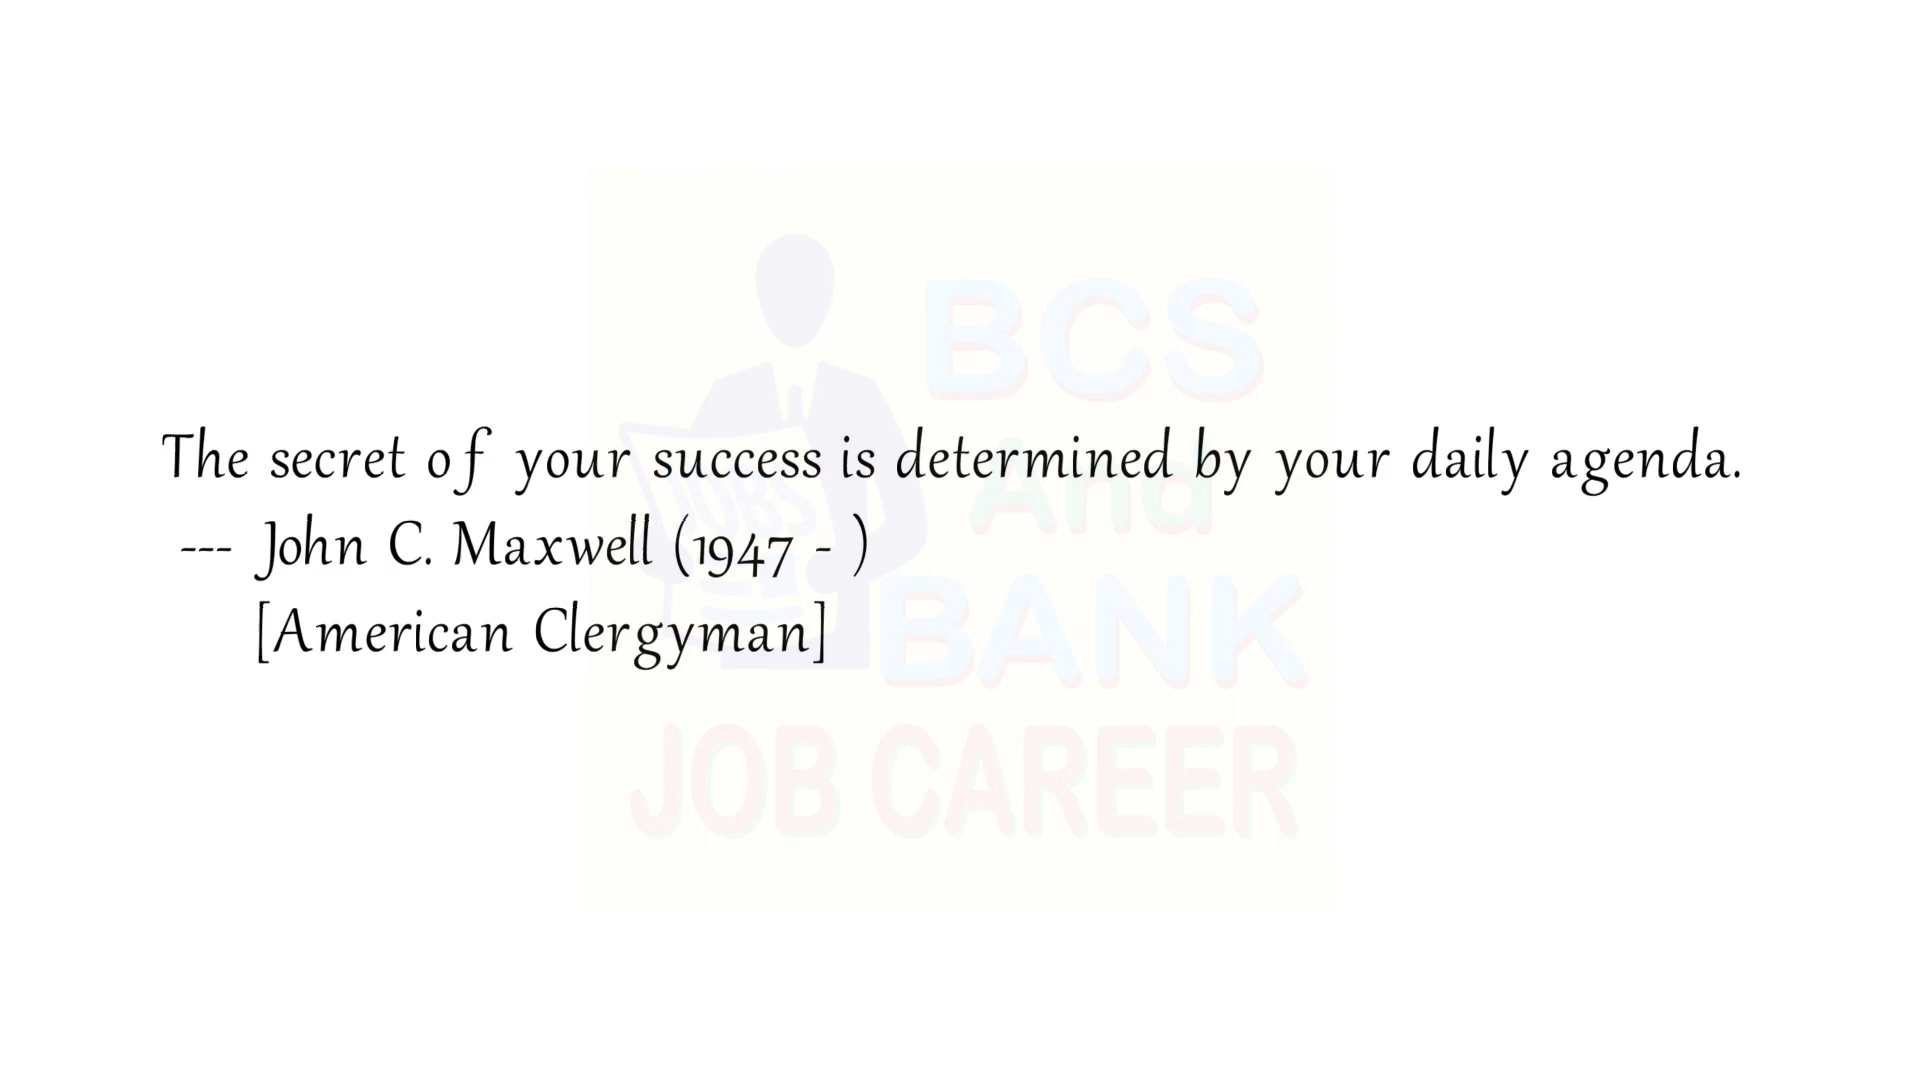 The secret of your success is determined by your daily agenda.
--- John C. Maxwell (1947 - )
[American Clergyman]
BCS
And
BANK
JOB CAREER
JOBS